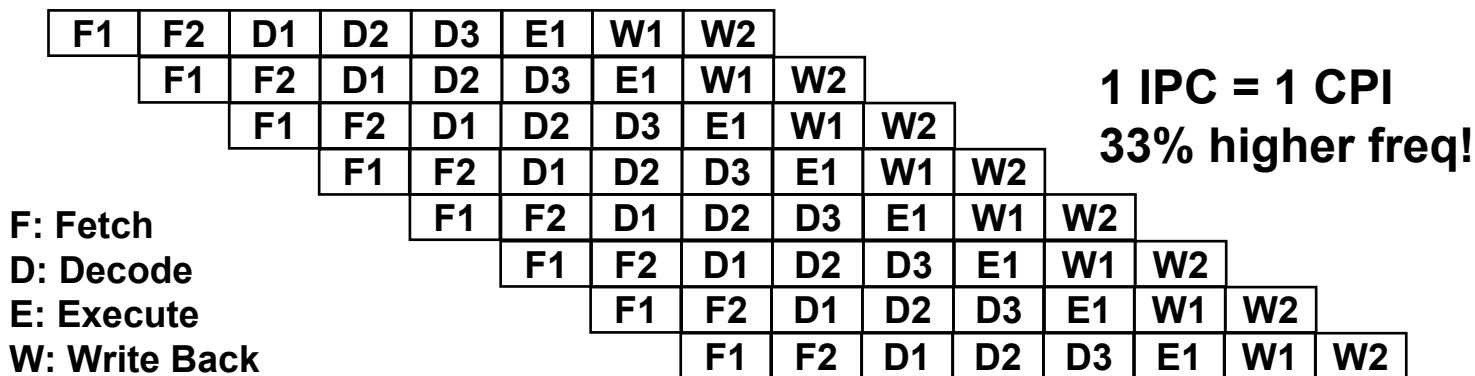 F1 F2 D1 D2 D3 E1 W1 W2
F1 F2 D1 D2 D3 E1 W1 W2
F1 F2 D1 D2 D3 E1 W1 W2
F1 F2 D1 D2 D3 E1 W1 W2
F1 F2 D1 D2 D3 E1 W1 W2
F1 F2 D1 D2 D3 E1 W1 W2
F1 F2 D1 D2 D3 E1 W1 W2
F1 F2 D1 D2 D3 E1 W1 W2
1 IPC = 1 CPI
33% higher freq!
F: Fetch
D: Decode
E: Execute
W: Write Back